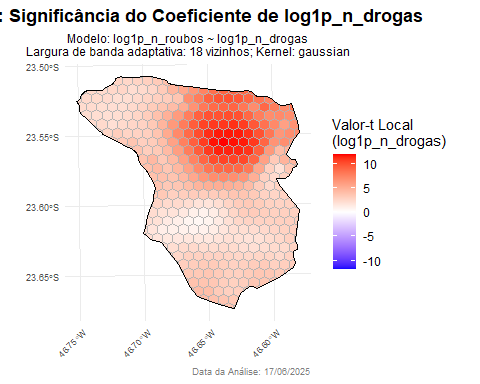 : Significância do Coeficiente de log1p_n_drogas
Modelo: log1p_n_roubos ~ log1p_n_drogas
Largura de banda adaptativa: 18 vizinhos; Kernel: gaussian
23.50°S
23.55°S
23.60°S
23.65°S
46.75°W
46.70°W
46.65°W
46.60°W
Valor-t Local
(log1p_n_drogas)
10
5
0
-5
-10
Data da Análise: 17/06/2025